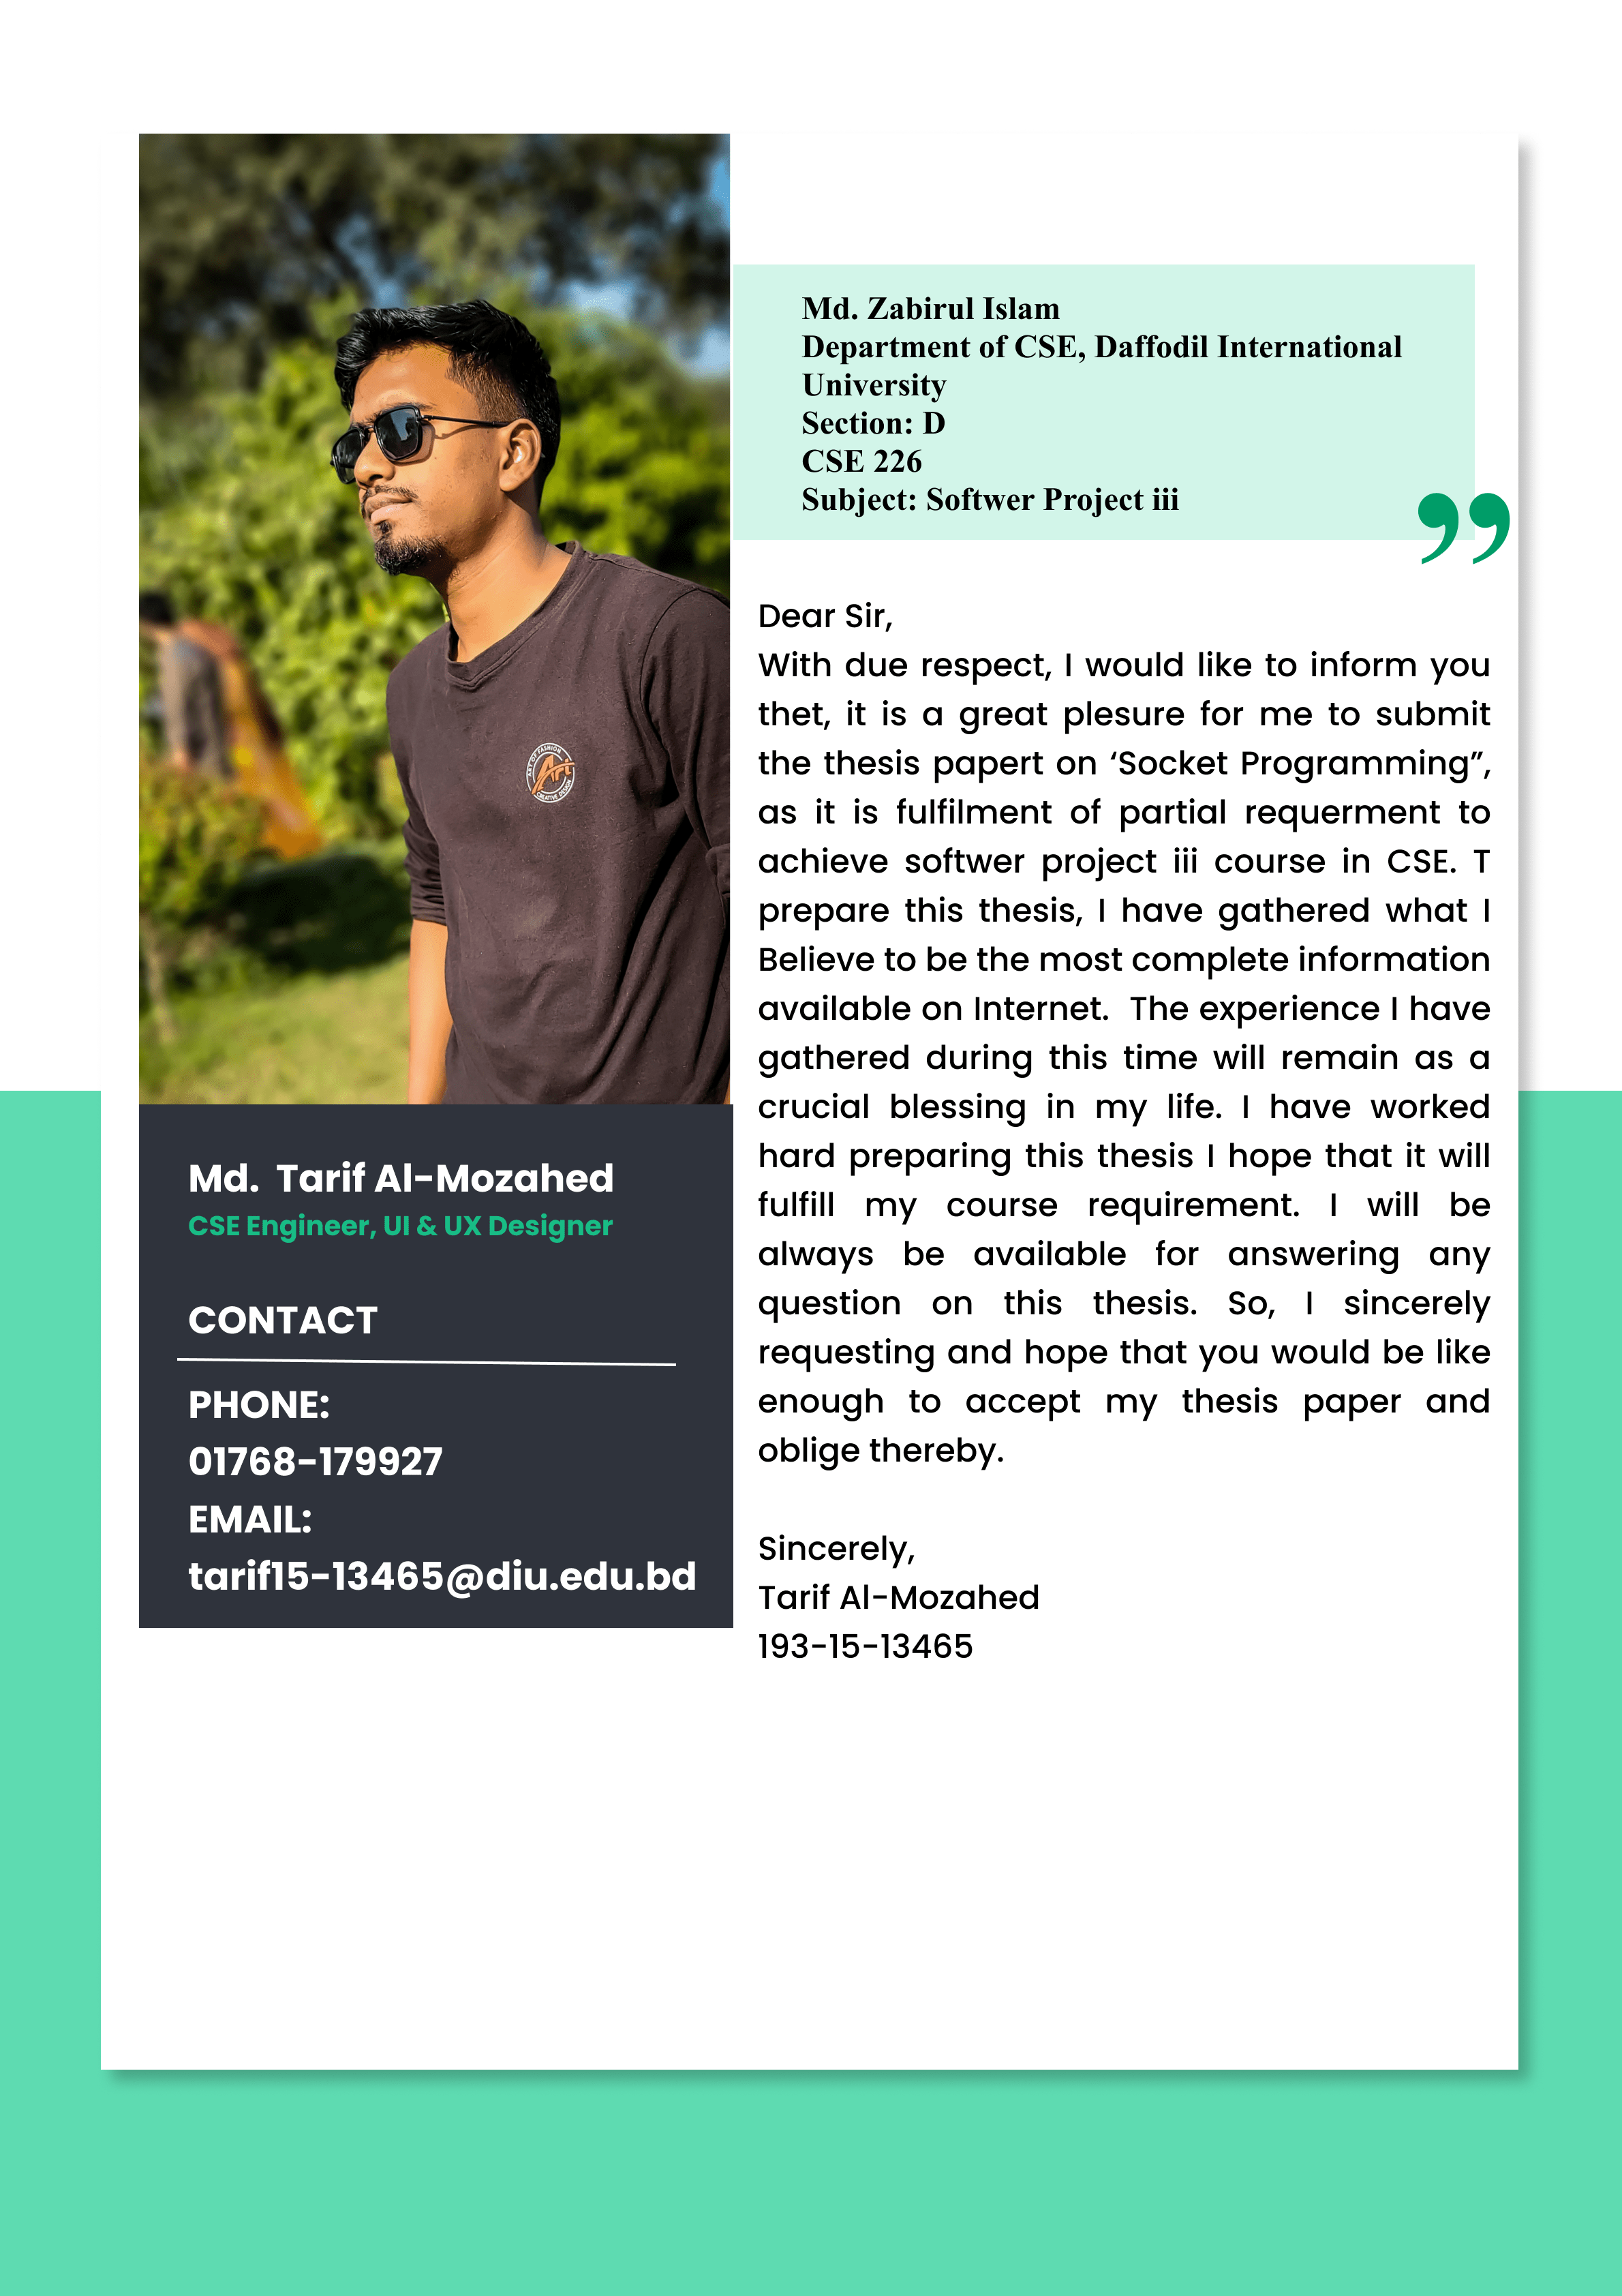 Md. Zabirul Islam
Department of CSE, Daffodil International
University
Section: D
CSE 226
Subject: Softwer Project iii
”
Dear Sir,
With due respect, I would like to inform you
thet, it is a great plesure for me to submit
the thesis papert on ‘Socket Programming”,
as it is fulfilment of partial requerment to
achieve softwer project iii course in CSE. T
prepare this thesis, I have gathered what I
Believe to be the most complete information
available on Internet.  The experience I have
gathered during this time will remain as a
crucial blessing in my life. I have worked
hard preparing this thesis I hope that it will
fulfill my course requirement. I will be
always be available for answering any
question on this thesis. So, I sincerely
requesting and hope that you would be like
enough to accept my thesis paper and
oblige thereby.
Sincerely,
Tarif Al-Mozahed
193-15-13465
ART OF FASHION
Art
CREATIVE DESIGN
Md.  Tarif Al-Mozahed
CSE Engineer, UI & UX Designer
CONTACT
PHONE:
01768-179927
EMAIL:
tarif15-13465@diu.edu.bd